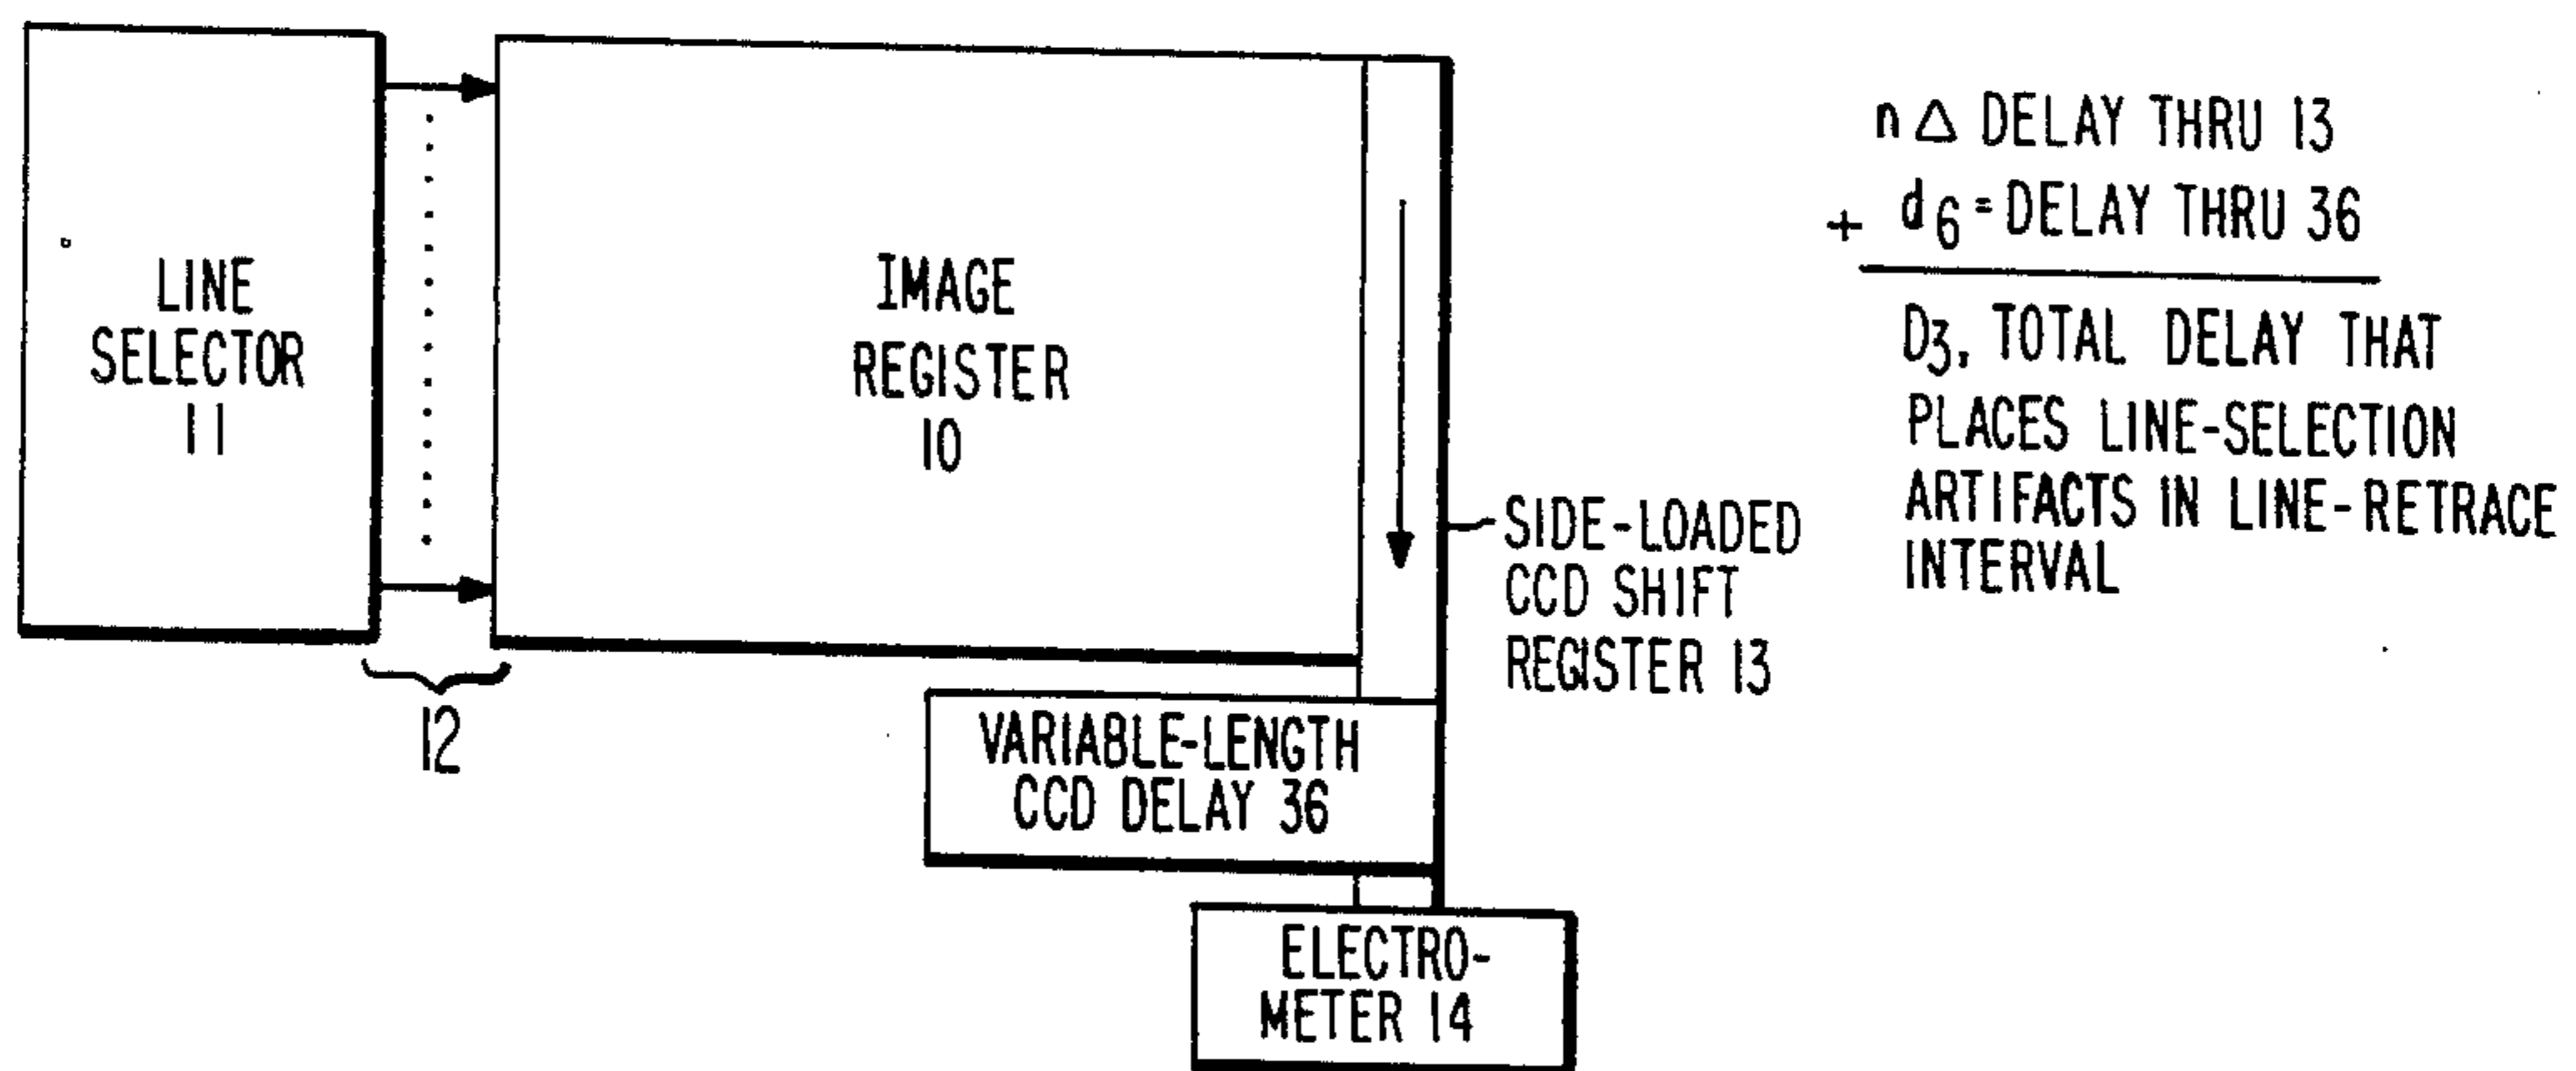 LINE
SELECTOR
11
12
IMAGE
REGISTER
10
SIDE-LOADED
CCD SHIFT
REGISTER 13
VARIABLE-LENGTH
CCD DELAY 36
ELECTRO-
METER 14
n Δ DELAY THRU 13
+ d6 = DELAY THRU 36
D3, TOTAL DELAY THAT
PLACES LINE-SELECTION
ARTIFACTS IN LINE-RETRACE
INTERVAL